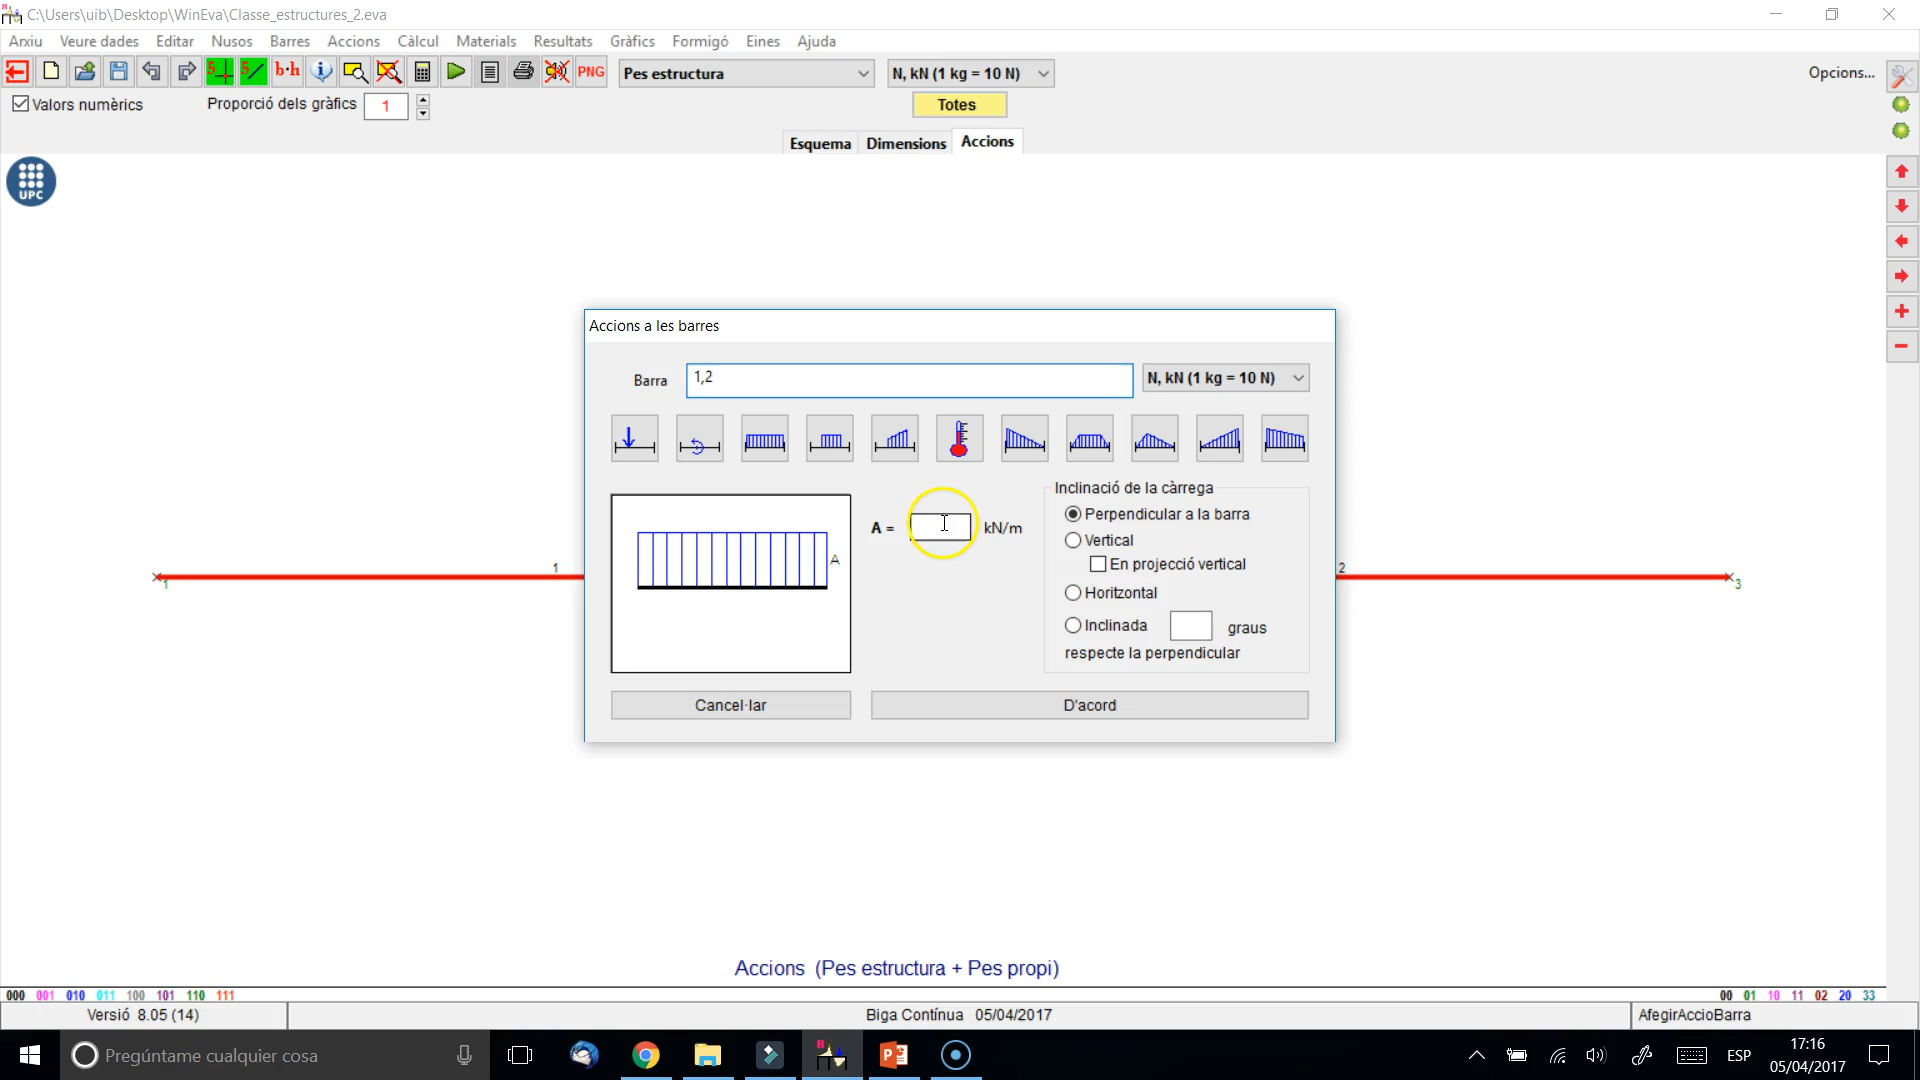 C:\Users\uib\Desktop\WinEva\Classe_estructures_2.eva
Arxiu Veure dades Editar Nusos Barres Accions Càlcul Materials Resultats Gràfics Formigó Eines Ajuda
b·h PNG Pes estructura N, kN (1 kg = 10 N) Opcions...
Valors numèrics Proporció dels gràfics 1 Totes
Esquema Dimensions Accions
UPC
Accions a les barres
Barra 1,2 N, kN (1 kg = 10 N)
Inclinació de la càrrega
A = kN/m Perpendicular a la barra
Vertical
A
En projecció vertical
1 2
1 3
Horitzontal
Inclinada graus
respecte la perpendicular
Cancel·lar D'acord
Accions (Pes estructura + Pes propi)
000 001 010 011 100 101 110 111 00 01 10 11 02 20 33
Versió 8.05 (14) Biga Contínua 05/04/2017 AfegirAccioBarra
Pregúntame cualquier cosa ESP 17:16
05/04/2017